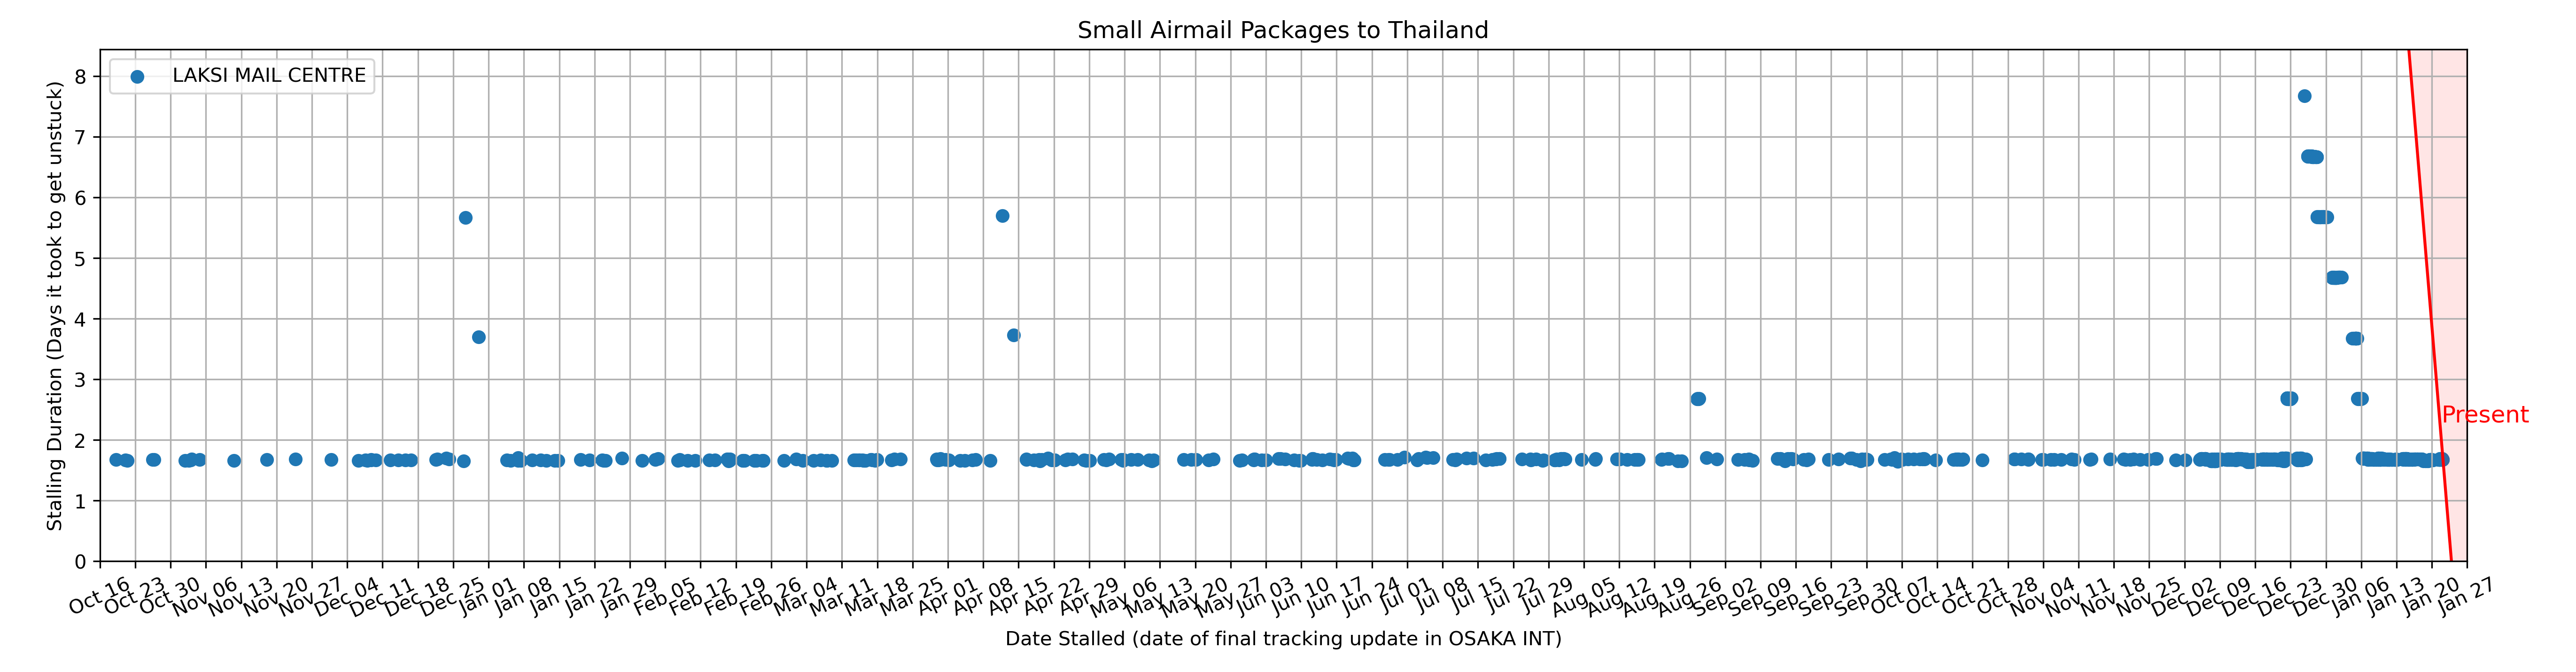 Small Airmail Packages to Thailand
LAKSI MAIL CENTRE
Stalling Duration (Days it took to get unstuck)
8
7
6
5
4
3
2
1
0
Present
Oct 16
Oct 23
Oct 30
Nov 06
Nov 13
Nov 20
Nov 27
Dec 04
Dec 11
Dec 18
Dec 25
Jan 01
Jan 08
Jan 15
Jan 22
Jan 29
Feb 05
Feb 12
Feb 19
Feb 26
Mar 04
Mar 11
Mar 18
Mar 25
Apr 01
Apr 08
Apr 15
Apr 22
Apr 29
May 06
May 13
May 20
May 27
Jun 03
Jun 10
Jun 17
Jun 24
Jul 01
Jul 08
Jul 15
Jul 22
Jul 29
Aug 05
Aug 12
Aug 19
Aug 26
Sep 02
Sep 09
Sep 16
Sep 23
Sep 30
Oct 07
Oct 14
Oct 21
Oct 28
Nov 04
Nov 11
Nov 18
Nov 25
Dec 02
Dec 09
Dec 16
Dec 23
Dec 30
Jan 06
Jan 13
Jan 20
Jan 27
Date Stalled (date of final tracking update in OSAKA INT)